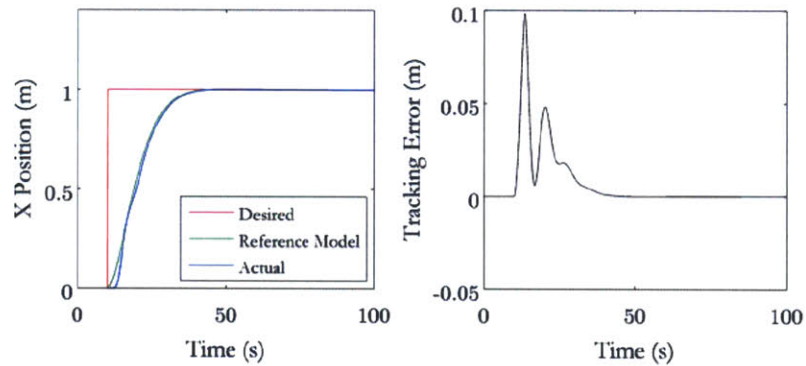 X Position (m)
1
0.5
0
Desired
Reference Model
Actual
0
50
100
Time (s)
Tracking Error (m)
0.1
0.05
0
-0.05
0
50
100
Time (s)